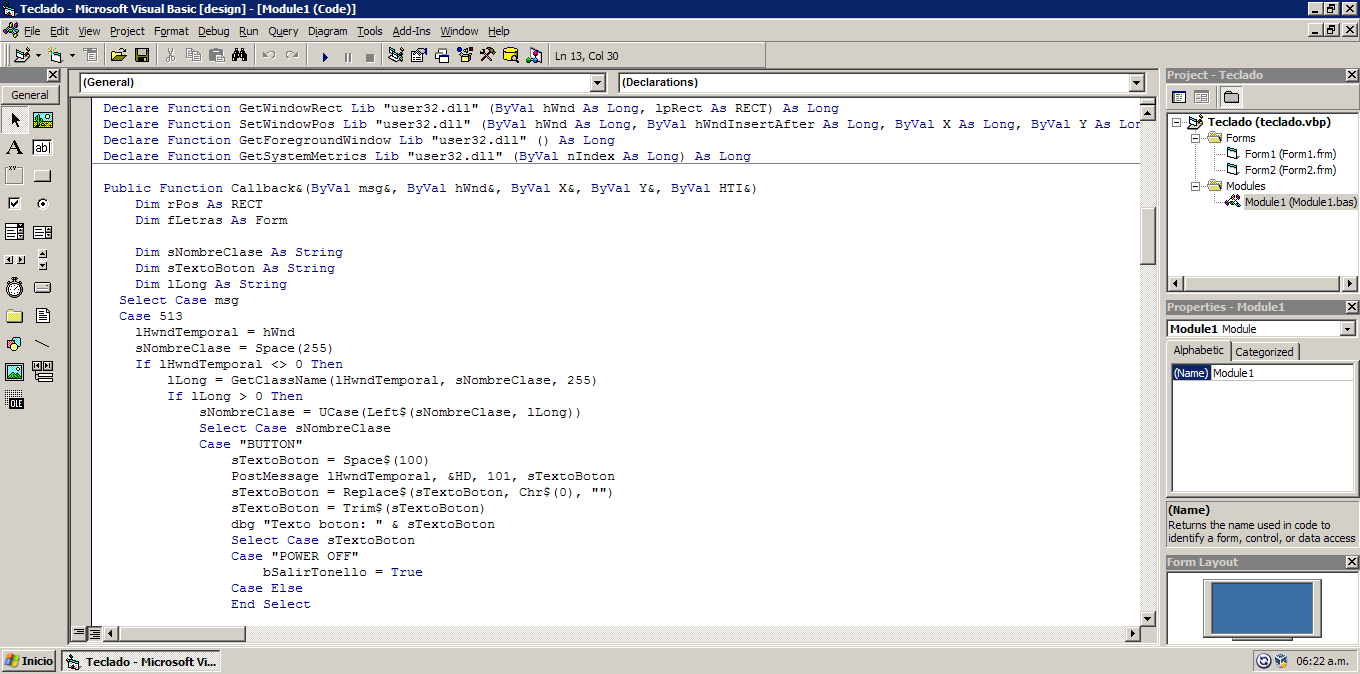 Teclado - Microsoft Visual Basic [design] - [Module1 (Code)]
File Edit View Project Format Debug Run Query Diagram Tools Add-Ins Window Help
Ln 13, Col 30
General
A
ab
XY
OLE
(General)
(Declarations)
Declare Function GetWindowRect Lib "user32.dll" (ByVal hWnd As Long, lpRect As RECT) As Long
Declare Function SetWindowPos Lib "user32.dll" (ByVal hWnd As Long, ByVal hWndInsertAfter As Long, ByVal X As Long, ByVal Y As Lon
Declare Function GetForegroundWindow Lib "user32.dll" () As Long
Declare Function GetSystemMetrics Lib "user32.dll" (ByVal nIndex As Long) As Long
Public Function Callback&(ByVal msg&, ByVal hWnd&, ByVal X&, ByVal Y&, ByVal HTI&)
Dim rPos As RECT
Dim fLetras As Form
Dim sNombreClase As String
Dim sTextoBoton As String
Dim lLong As String
Select Case msg
Case 513
lHwndTemporal = hWnd
sNombreClase = Space(255)
If lHwndTemporal <> 0 Then
lLong = GetClassName(lHwndTemporal, sNombreClase, 255)
If lLong > 0 Then
sNombreClase = UCase(Left$(sNombreClase, lLong))
Select Case sNombreClase
Case "BUTTON"
sTextoBoton = Space$(100)
PostMessage lHwndTemporal, &HD, 101, sTextoBoton
sTextoBoton = Replace$(sTextoBoton, Chr$(0), "")
sTextoBoton = Trim$(sTextoBoton)
dbg "Texto boton: " & sTextoBoton
Select Case sTextoBoton
Case "POWER OFF"
bSalirTonello = True
Case Else
End Select
Project - Teclado
Teclado (teclado.vbp)
Forms
Form1 (Form1.frm)
Form2 (Form2.frm)
Modules
Module1 (Module1.bas)
Properties - Module1
Module1 Module
Alphabetic Categorized
(Name) Module1
(Name)
Returns the name used in code to
identify a form, control, or data access
Form Layout
Inicio
Teclado - Microsoft Vi...
06:22 a.m.